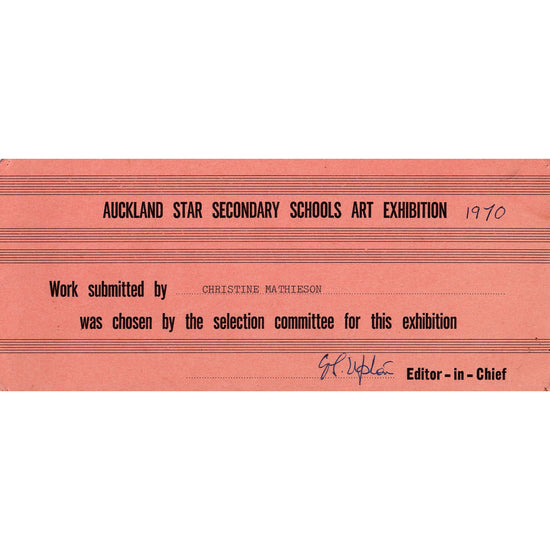 AUCKLAND STAR SECONDARY SCHOOLS ART EXHIBITION 1970
Work submitted by CHRISTINE MATHIESON
was chosen by the selection committee for this exhibition
Editor - in - Chief